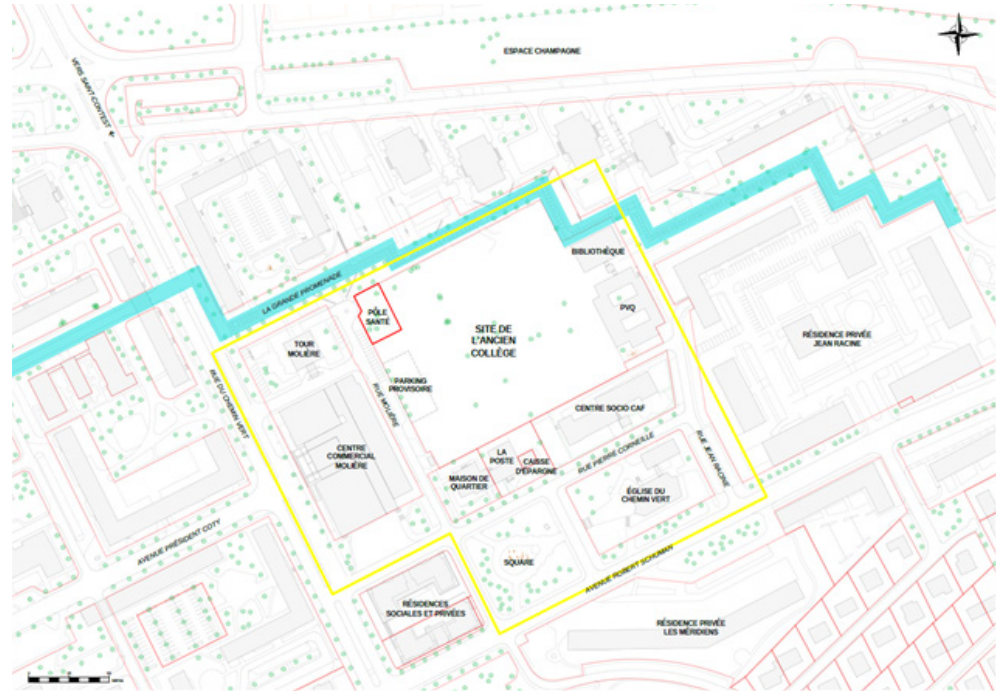 ESPACE CHAMPAGNE
VERS SAINT-CONTEST
LA GRANDE PROMENADE
BIBLIOTHÈQUE
PÔLE
SANTÉ
PVQ
SITE DE
L'ANCIEN
COLLÈGE
RÉSIDENCE PRIVÉE
JEAN RACINE
TOUR
MOLIÈRE
RUE DU CHEMIN VERT
RUE MOLIÈRE
PARKING
PROVISOIRE
CENTRE SOCIO CAF
CENTRE
COMMERCIAL
MOLIÈRE
LA
POSTE
CAISSE
D'ÉPARGNE
RUE PIERRE CORNEILLE
RUE JEAN RACINE
MAISON DE
QUARTIER
ÉGLISE DU
CHEMIN VERT
AVENUE PRÉSIDENT COTY
SQUARE
AVENUE ROBERT SCHUMAN
RÉSIDENCES
SOCIALES ET PRIVÉES
RÉSIDENCE PRIVÉE
LES MÉRIDIENS